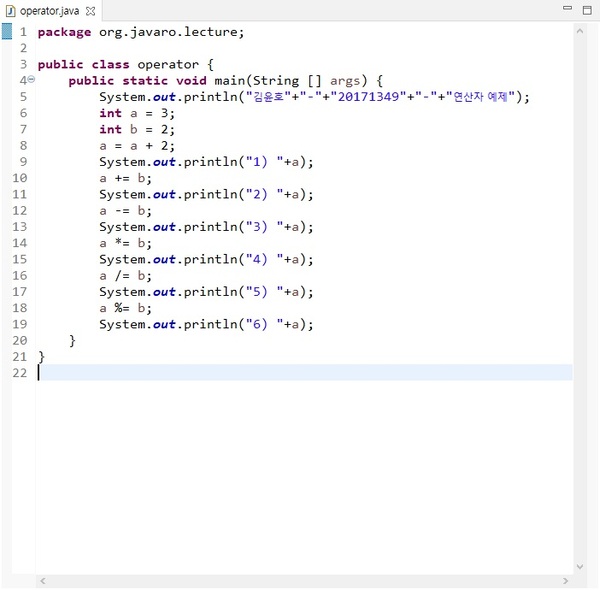 operator.java
1 package org.javaro.lecture;
2
3 public class operator {
4 public static void main(String [] args) {
5 System.out.println("김윤호"+"-"+"20171349"+"-"+"연산자 예제");
6 int a = 3;
7 int b = 2;
8 a = a + 2;
9 System.out.println("1) "+a);
10 a += b;
11 System.out.println("2) "+a);
12 a -= b;
13 System.out.println("3) "+a);
14 a *= b;
15 System.out.println("4) "+a);
16 a /= b;
17 System.out.println("5) "+a);
18 a %= b;
19 System.out.println("6) "+a);
20 }
21 }
22